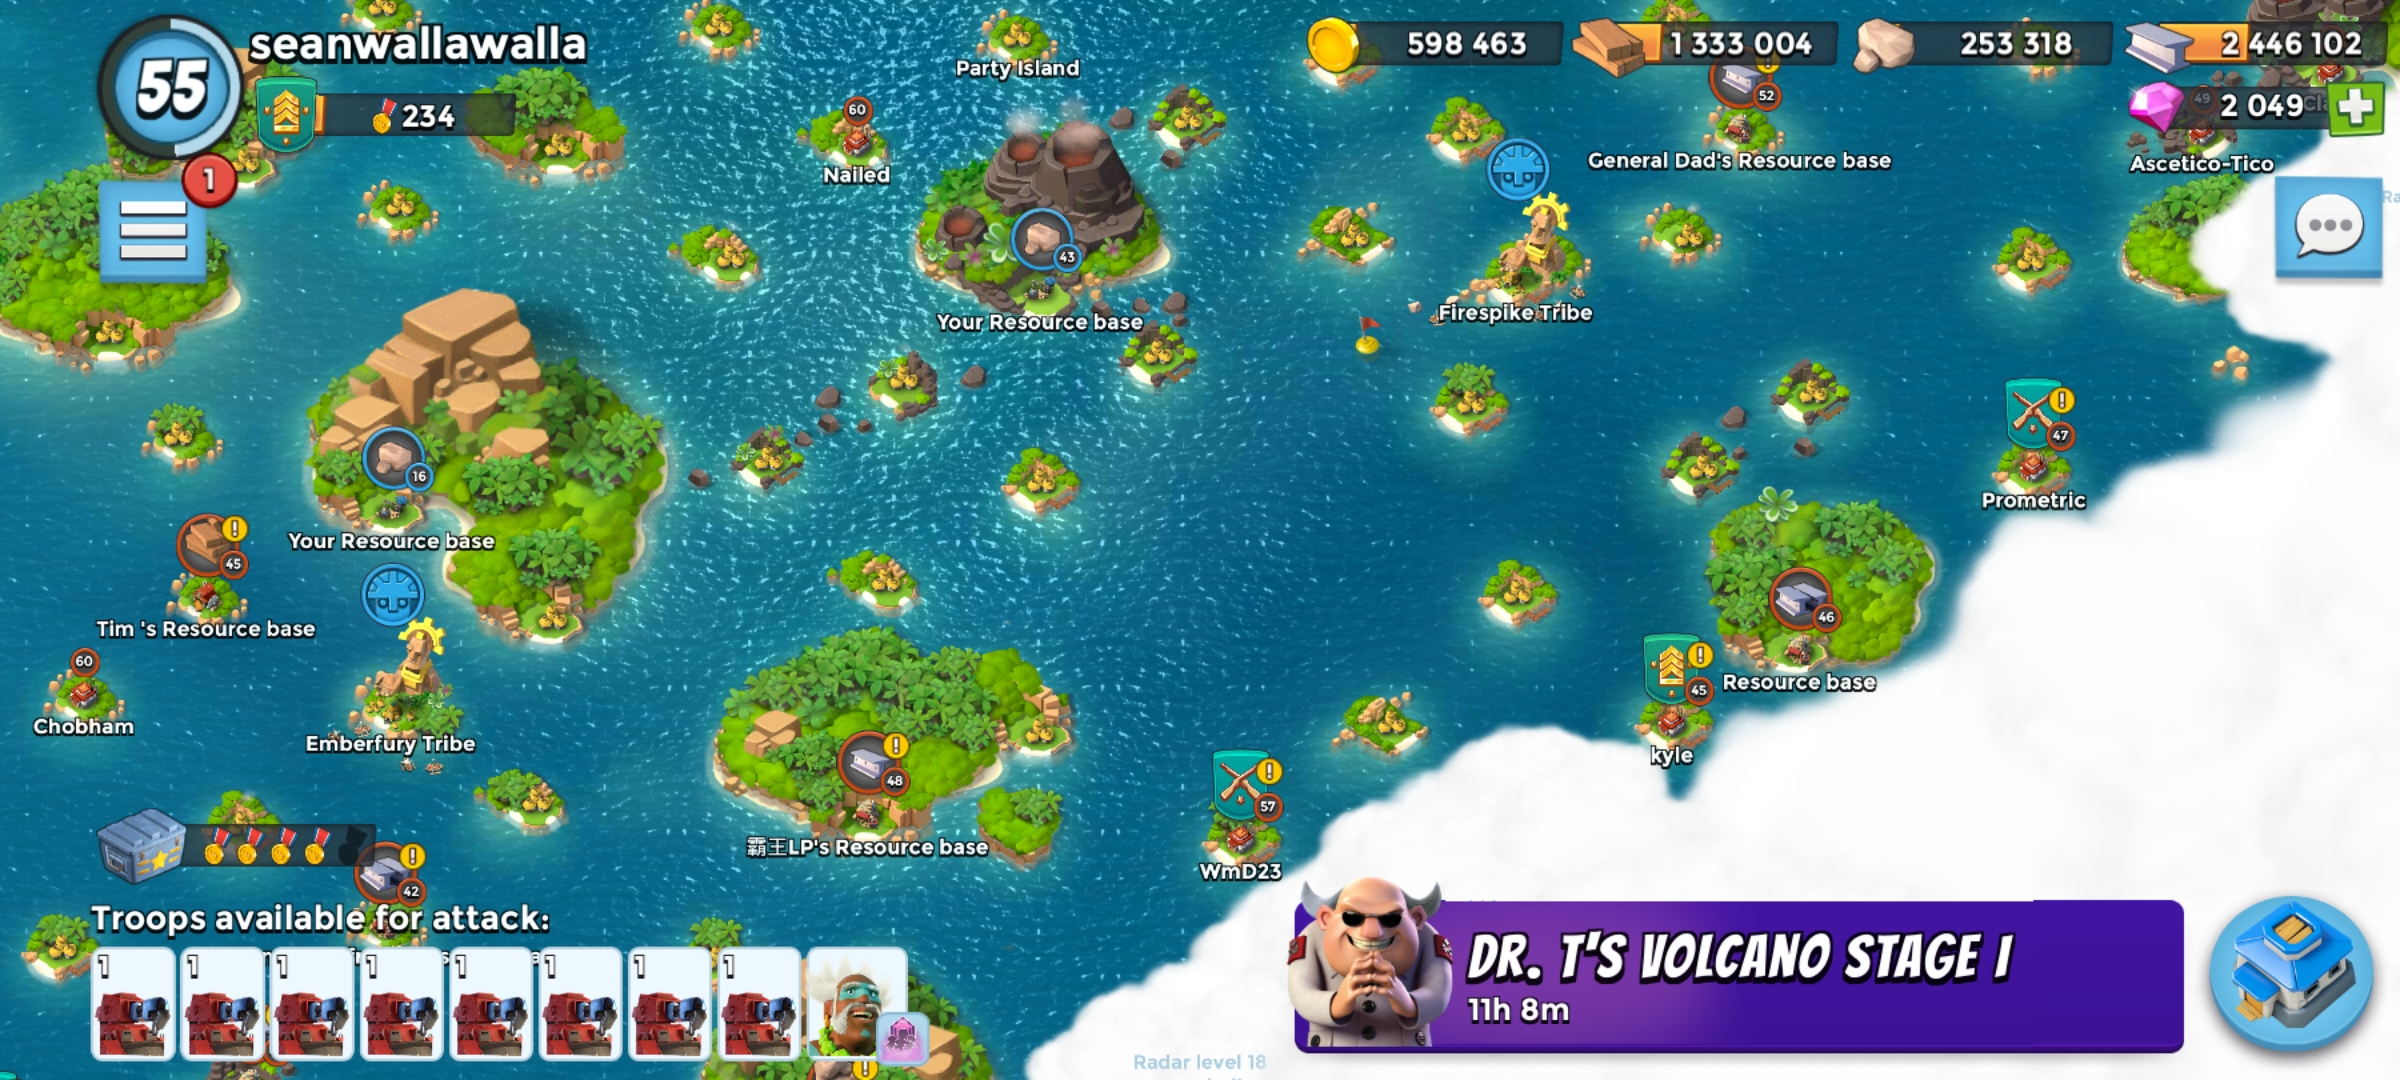 55
seanwallawalla
234
1
598 463
1 333 004
253 318
2 446 102
2 049
Party Island
60
Nailed
52
General Dad's Resource base
49
Ascetico-Tico
43
Your Resource base
Firespike Tribe
47
Prometric
16
Your Resource base
45
Tim 's Resource base
46
Resource base
60
Chobham
Emberfury Tribe
45
kyle
48
霸王LP's Resource base
57
WmD23
42
Troops available for attack:
1
1
1
1
1
1
1
1
DR. T'S VOLCANO STAGE I
11h 8m
Radar level 18